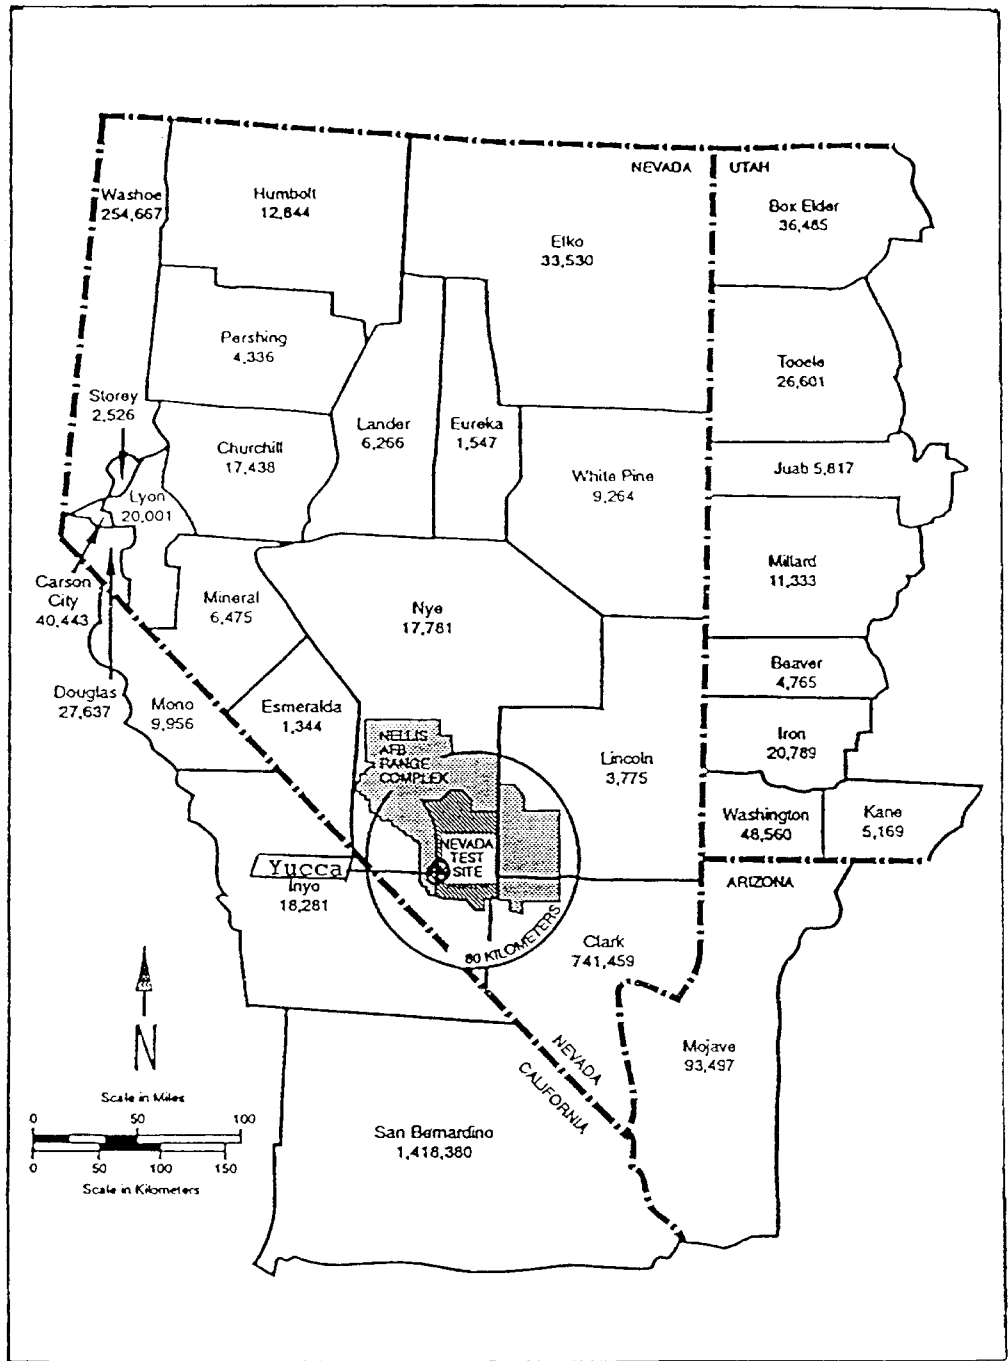 NEVADA
UTAH
Washoe
254,667
Humbolt
12,844
Elko
33,530
Box Elder
36,485
Pershing
4,336
Tooele
26,601
Storey
2,526
Lander
6,266
Eureka
1,547
Churchill
17,438
White Pine
9,264
Juab 5,817
Lyon
20,001
Millard
11,333
Carson
City
40,443
Mineral
6,475
Nye
17,781
Beaver
4,765
Douglas
27,637
Mono
9,956
Esmeralda
1,344
Iron
20,789
NELLIS
AFB
RANGE
COMPLEX
Lincoln
3,775
Washington
48,560
Kane
5,169
NEVADA
TEST
SITE
Yucca
Inyo
18,281
ARIZONA
80 KILOMETERS
Clark
741,459
N
Mojave
93,497
NEVADA
CALIFORNIA
Scale in Miles
0 50 100
0 50 100 150
Scale in Kilometers
San Bernardino
1,418,380